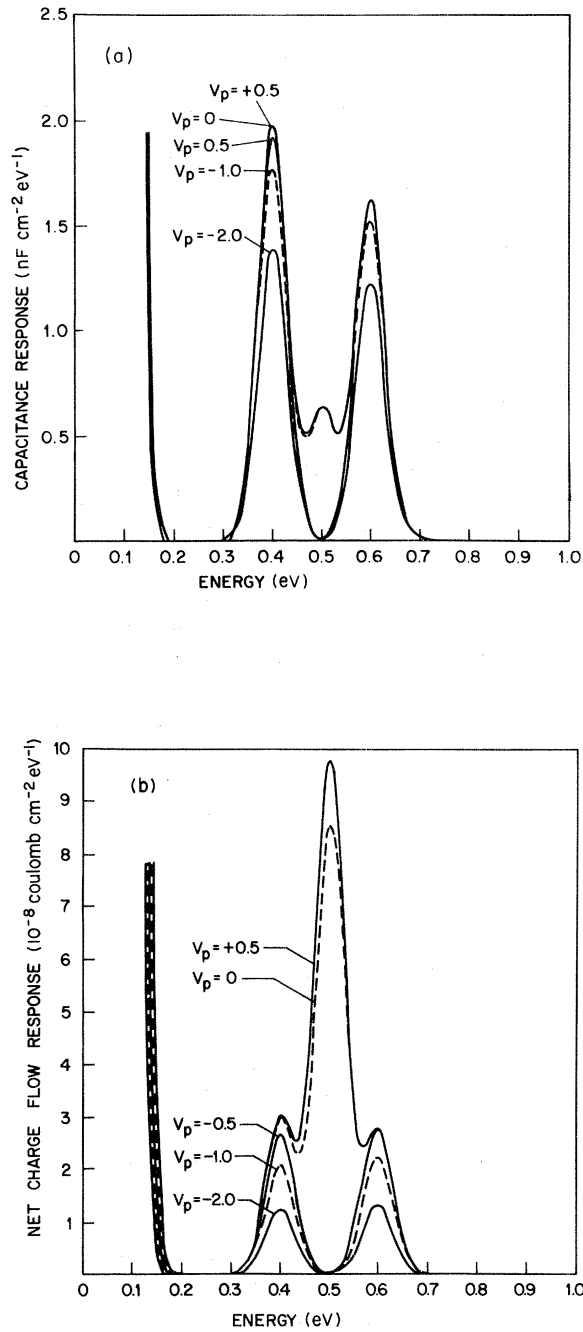 (a)
2.5
2.0
1.5
1.0
0.5
CAPACITANCE RESPONSE (nF cm⁻² eV⁻¹)
Vp=+0.5
Vp=0
Vp=0.5
Vp=-1.0
Vp=-2.0
0 0.1 0.2 0.3 0.4 0.5 0.6 0.7 0.8 0.9 1.0
ENERGY (eV)
(b)
10
9
8
7
6
5
4
3
2
1
NET CHARGE FLOW RESPONSE (10⁻⁸ coulomb cm⁻² eV⁻¹)
Vp=+0.5
Vp=0
Vp=-0.5
Vp=-1.0
Vp=-2.0
0 0.1 0.2 0.3 0.4 0.5 0.6 0.7 0.8 0.9 1.0
ENERGY (eV)